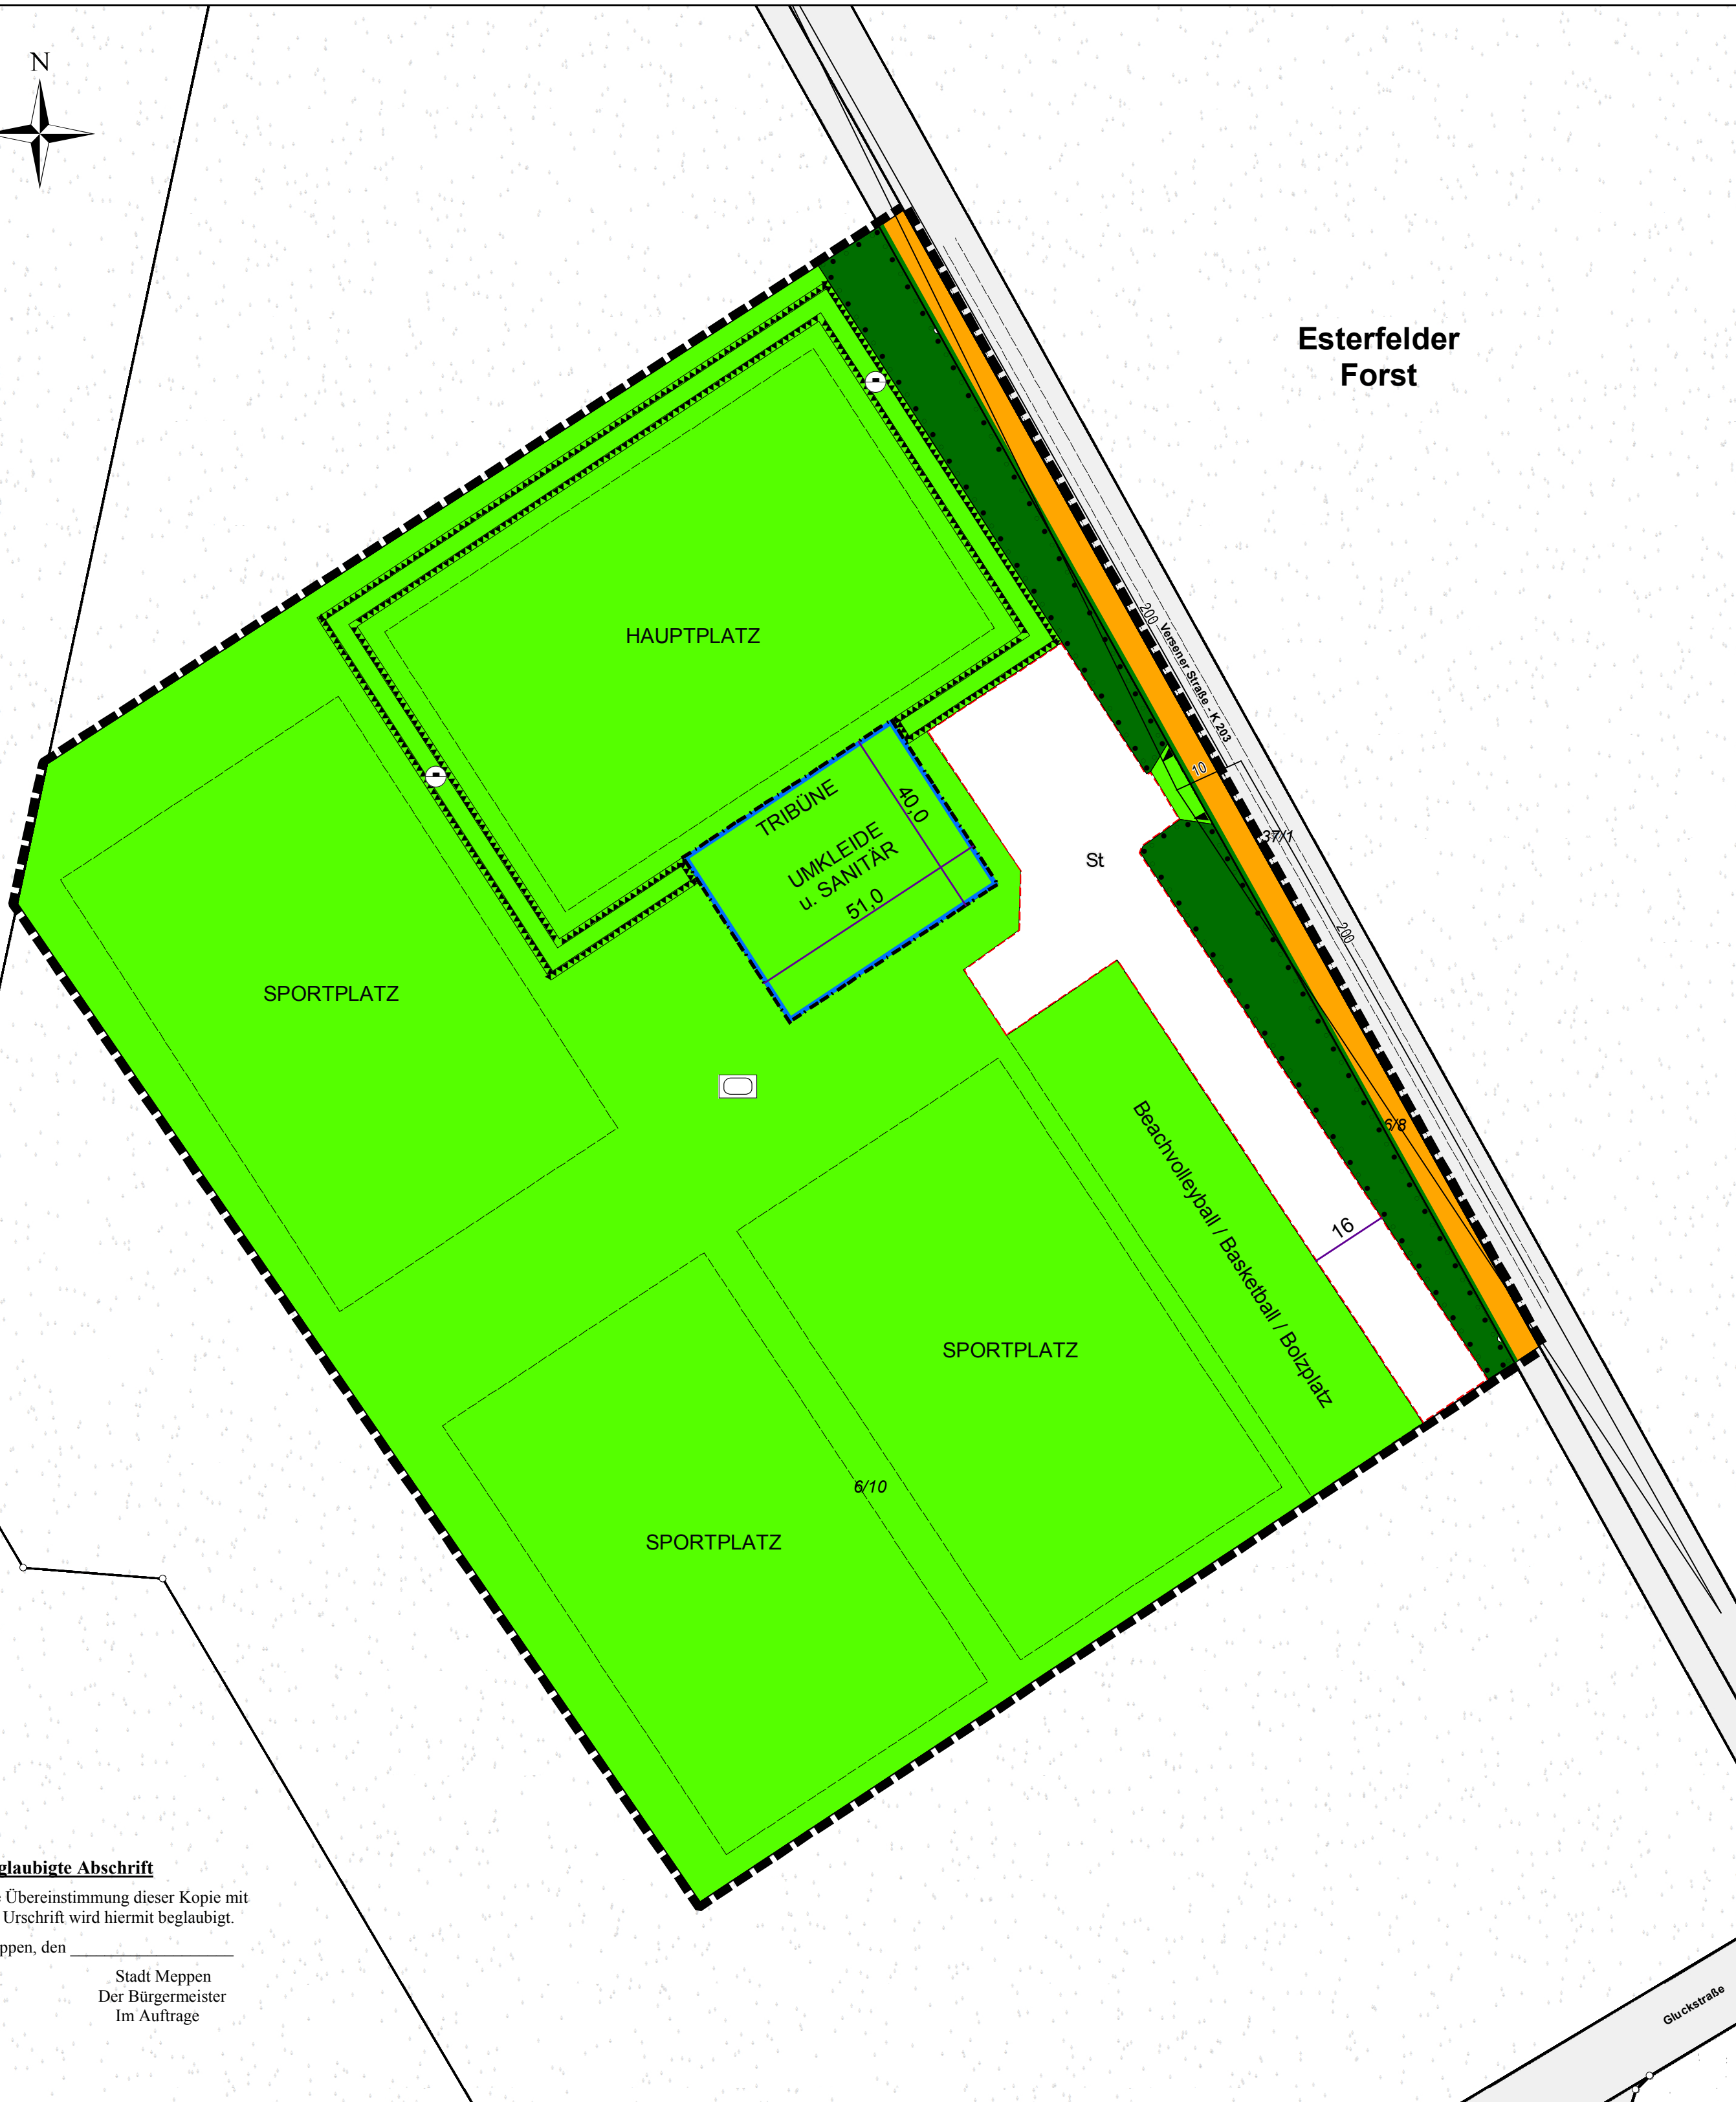 N
Esterfelder
Forst
HAUPTPLATZ
200
Versener Straße - K 203
TRIBÜNE
40,0
UMKLEIDE
u. SANITÄR
51,0
10
37/1
St
200
SPORTPLATZ
6/8
Beachvolleyball / Basketball / Bolzplatz
16
SPORTPLATZ
6/10
SPORTPLATZ
glaubigte Abschrift
e Übereinstimmung dieser Kopie mit
Urschrift wird hiermit beglaubigt.
ppen, den
Stadt Meppen
Der Bürgermeister
Im Auftrage
Gluckstraße